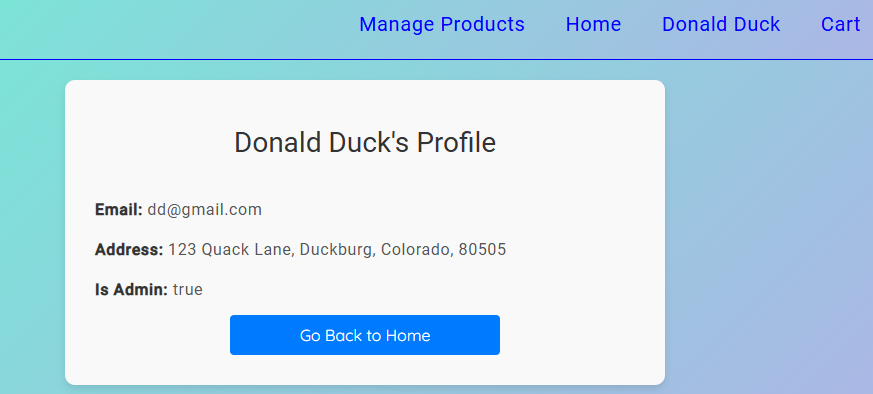 Manage Products Home Donald Duck Cart
Donald Duck's Profile
Email: dd@gmail.com
Address: 123 Quack Lane, Duckburg, Colorado, 80505
Is Admin: true
Go Back to Home